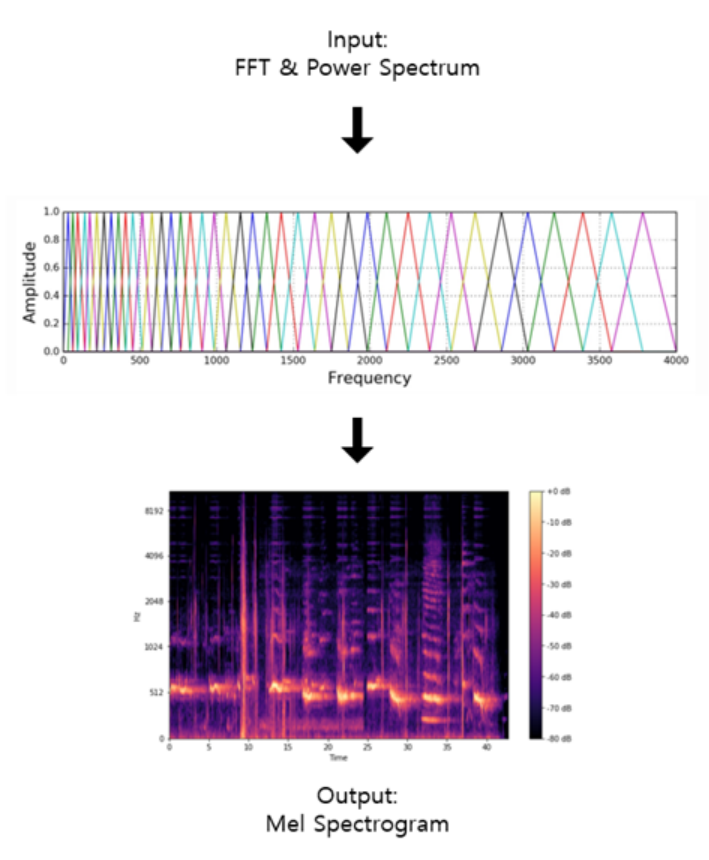 Input:
FFT & Power Spectrum
1.0
0.8
0.6
0.4
0.2
0.0
Amplitude
0 500 1000 1500 2000 2500 3000 3500 4000
Frequency
8192
4096
2048
1024
512
0
Hz
0 5 10 15 20 25 30 35 40
Time
+0 dB
-10 dB
-20 dB
-30 dB
-40 dB
-50 dB
-60 dB
-70 dB
-80 dB
Output:
Mel Spectrogram